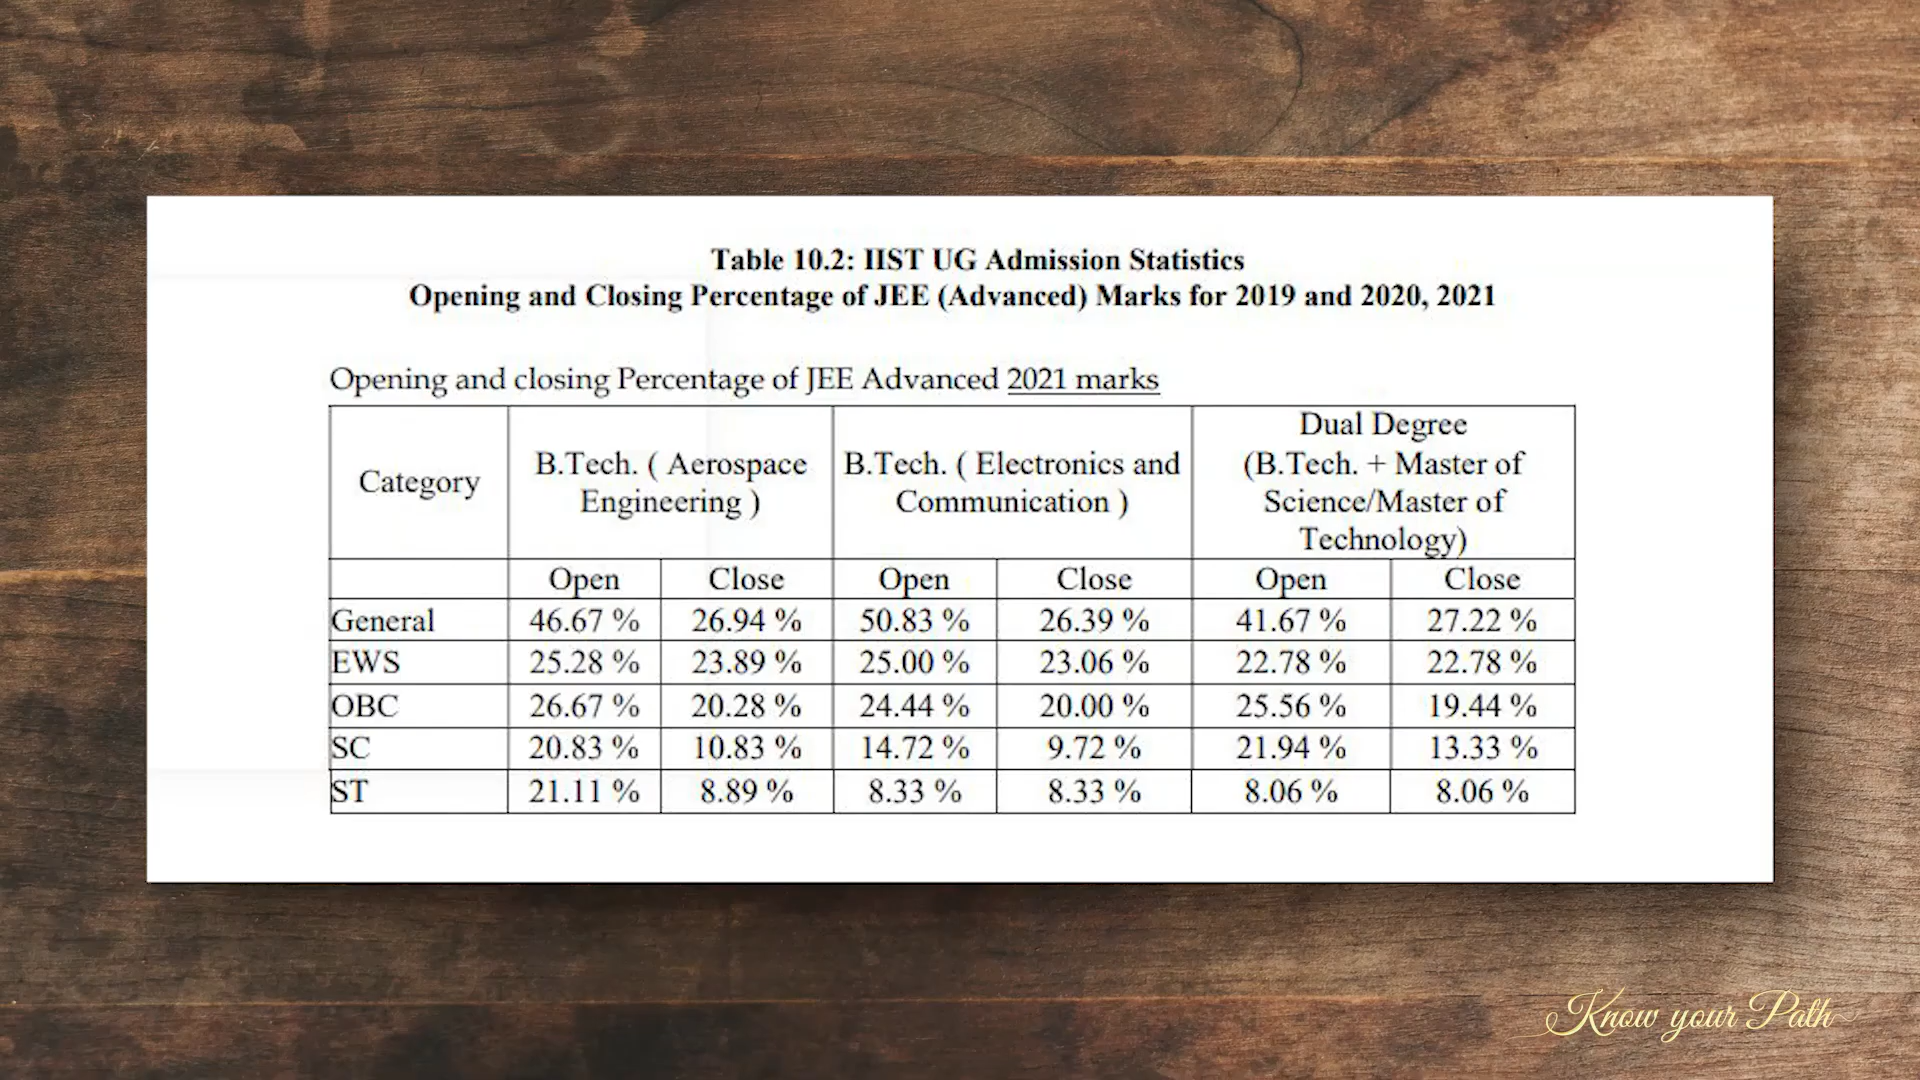 Table 10.2: IIST UG Admission Statistics
Opening and Closing Percentage of JEE (Advanced) Marks for 2019 and 2020, 2021
Opening and closing Percentage of JEE Advanced 2021 marks
Category B.Tech. ( Aerospace Engineering ) B.Tech. ( Electronics and Communication ) Dual Degree (B.Tech. + Master of Science/Master of Technology)
Open Close Open Close Open Close
General 46.67 % 26.94 % 50.83 % 26.39 % 41.67 % 27.22 %
EWS 25.28 % 23.89 % 25.00 % 23.06 % 22.78 % 22.78 %
OBC 26.67 % 20.28 % 24.44 % 20.00 % 25.56 % 19.44 %
SC 20.83 % 10.83 % 14.72 % 9.72 % 21.94 % 13.33 %
ST 21.11 % 8.89 % 8.33 % 8.33 % 8.06 % 8.06 %
Know your Path